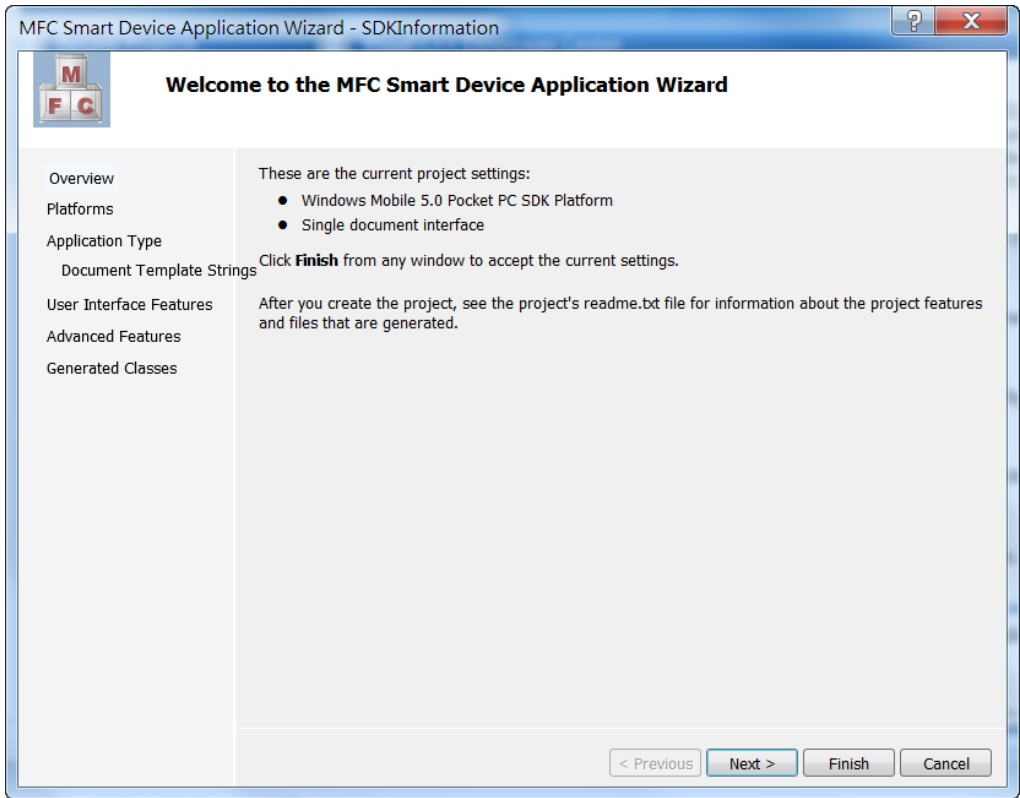 MFC Smart Device Application Wizard - SDKInformation
M
F C
Welcome to the MFC Smart Device Application Wizard
Overview
Platforms
Application Type
Document Template Strings
User Interface Features
Advanced Features
Generated Classes
These are the current project settings:
● Windows Mobile 5.0 Pocket PC SDK Platform
● Single document interface
Click Finish from any window to accept the current settings.
After you create the project, see the project's readme.txt file for information about the project features
and files that are generated.
< Previous Next > Finish Cancel